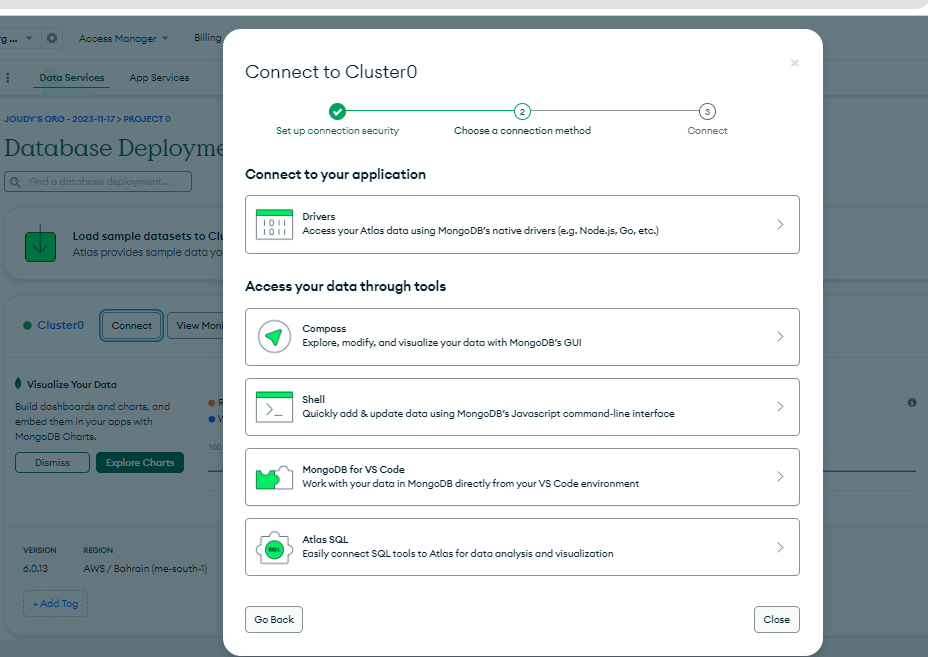 Access Manager
Billing
Data Services
App Services
JOUDY'S ORG - 2023-11-17 > PROJECT 0
Database Deployme
Find a database deployment...
Load sample datasets to Clu
Atlas provides sample data yo
Cluster0
Connect
View Moni
Visualize Your Data
Build dashboards and charts, and
embed them in your apps with
MongoDB Charts.
Dismiss
Explore Charts
R
W
100.
VERSION
REGION
6.0.13
AWS / Bahrain (me-south-1)
+ Add Tag
Connect to Cluster0
×
2
3
Set up connection security
Choose a connection method
Connect
Connect to your application
1011
1011
Drivers
Access your Atlas data using MongoDB's native drivers (e.g. Node.js, Go, etc.)
Access your data through tools
Compass
Explore, modify, and visualize your data with MongoDB's GUI
>_
Shell
Quickly add & update data using MongoDB's Javascript command-line interface
MongoDB for VS Code
Work with your data in MongoDB directly from your VS Code environment
SQL
Atlas SQL
Easily connect SQL tools to Atlas for data analysis and visualization
Go Back
Close